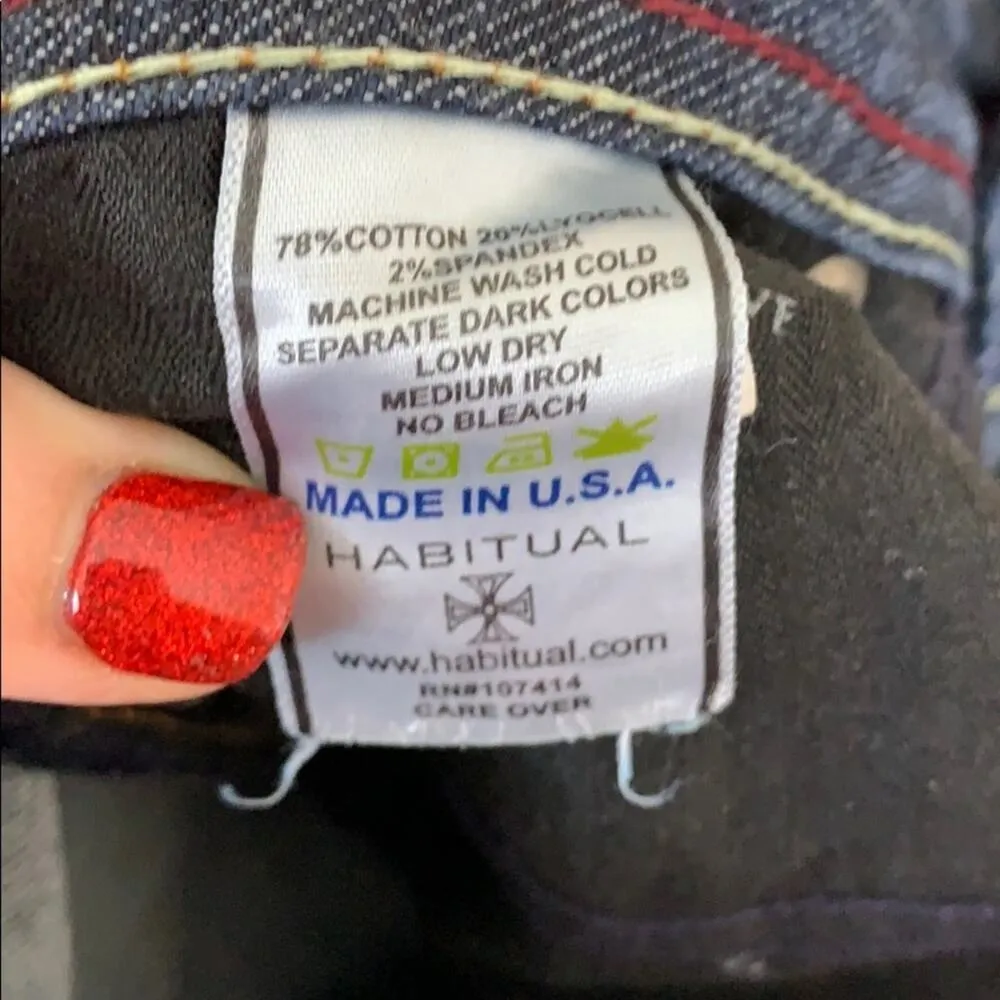 78%COTTON 20%LYOCELL
2%SPANDEX
MACHINE WASH COLD
SEPARATE DARK COLORS
LOW DRY
MEDIUM IRON
NO BLEACH
MADE IN U.S.A.
HABITUAL
www.habitual.com
RN#107414
CARE OVER